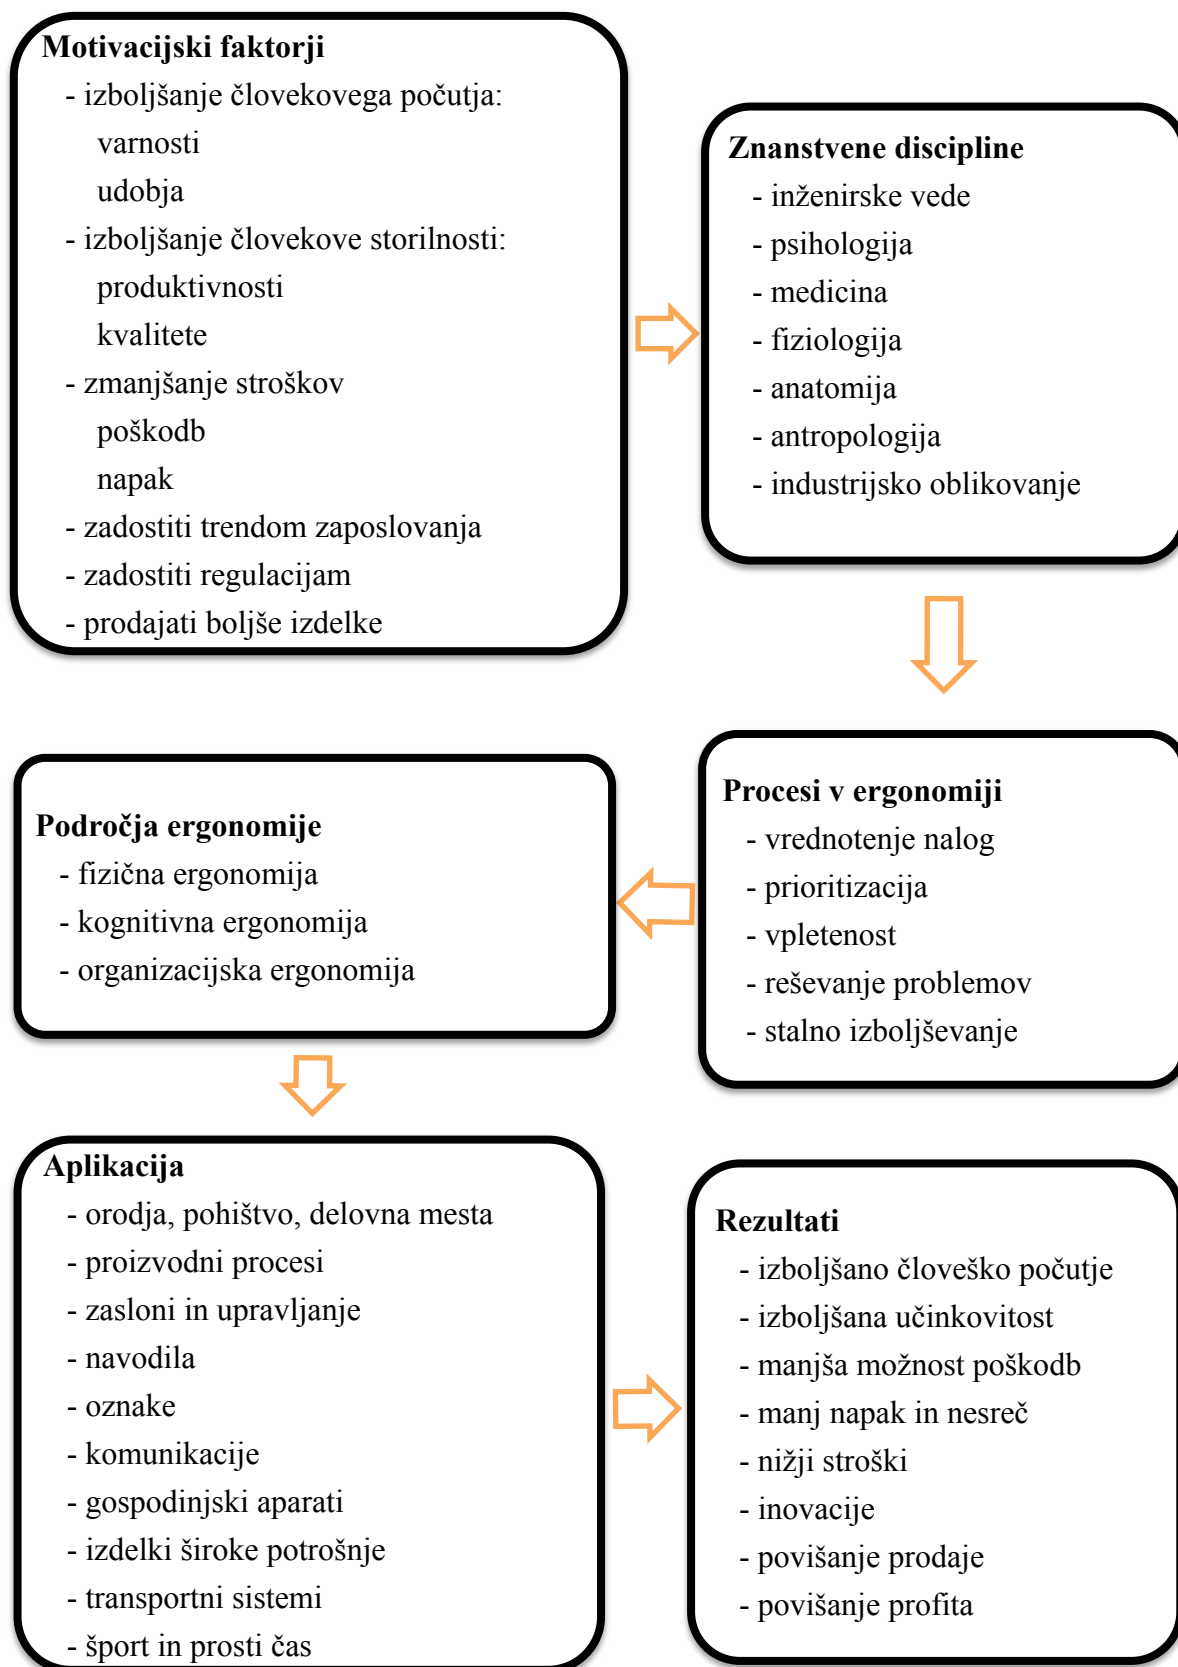 Motivacijski faktorji
- izboljšanje človekovega počutja:
varnosti
udobja
- izboljšanje človekove storilnosti:
produktivnosti
kvalitete
- zmanjšanje stroškov
poškodb
napak
- zadostiti trendom zaposlovanja
- zadostiti regulacijam
- prodajati boljše izdelke
Znanstvene discipline
- inženirske vede
- psihologija
- medicina
- fiziologija
- anatomija
- antropologija
- industrijsko oblikovanje
Procesi v ergonomiji
- vrednotenje nalog
- prioritizacija
- vpletenost
- reševanje problemov
- stalno izboljševanje
Področja ergonomije
- fizična ergonomija
- kognitivna ergonomija
- organizacijska ergonomija
Aplikacija
- orodja, pohištvo, delovna mesta
- proizvodni procesi
- zasloni in upravljanje
- navodila
- oznake
- komunikacije
- gospodinjski aparati
- izdelki široke potrošnje
- transportni sistemi
- šport in prosti čas
Rezultati
- izboljšano človeško počutje
- izboljšana učinkovitost
- manjša možnost poškodb
- manj napak in nesreč
- nižji stroški
- inovacije
- povišanje prodaje
- povišanje profita